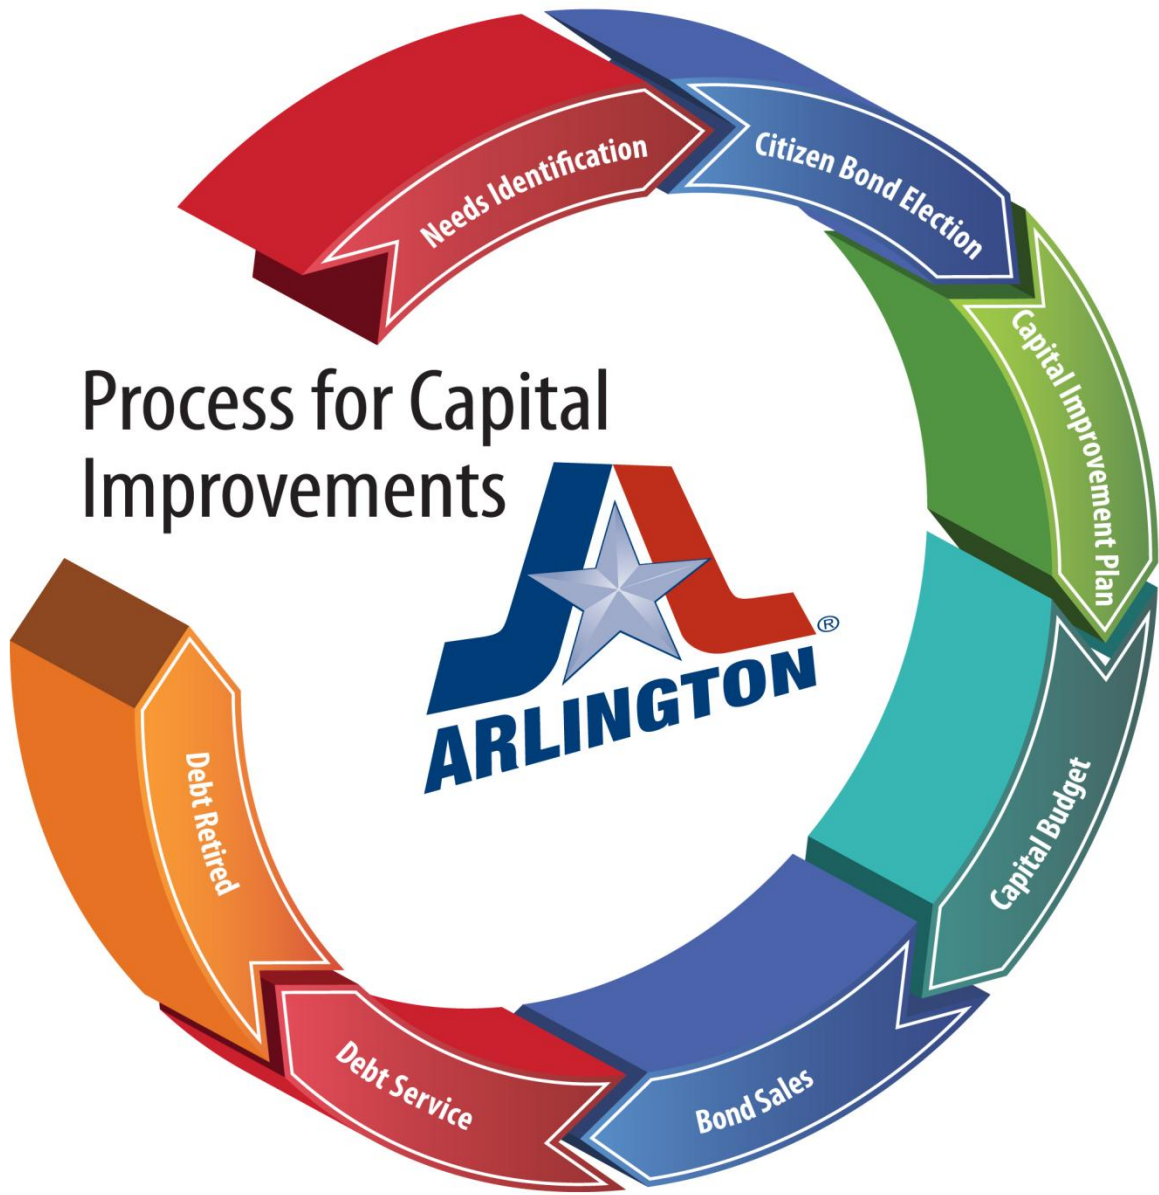 Needs Identification
Citizen Bond Election
Capital Improvement Plan
Process for Capital
Improvements
®
ARLINGTON
Capital Budget
Bond Sales
Debt Service
Debt Retired